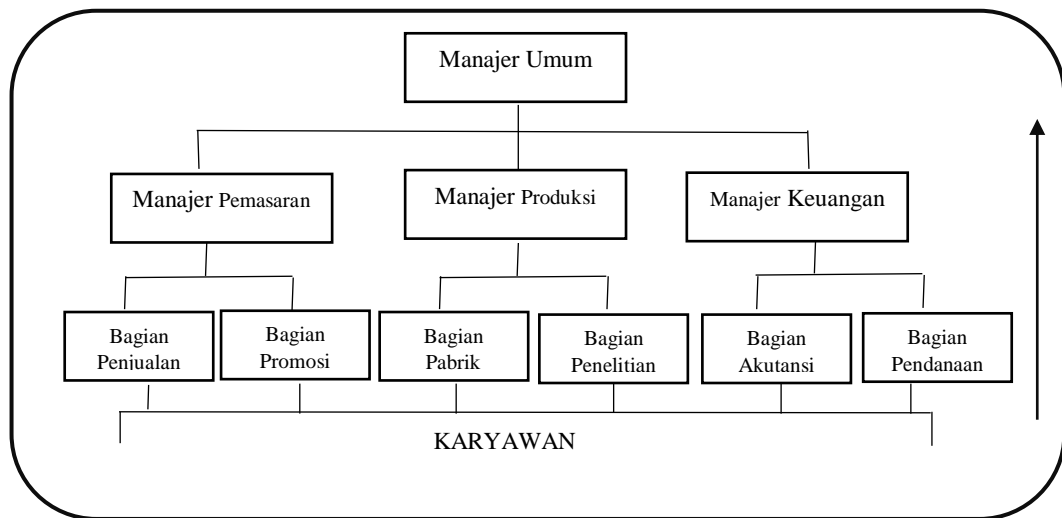 Manajer Umum
Manajer Pemasaran
Manajer Produksi
Manajer Keuangan
Bagian
Penjualan
Bagian
Promosi
Bagian
Pabrik
Bagian
Penelitian
Bagian
Akutansi
Bagian
Pendanaan
KARYAWAN